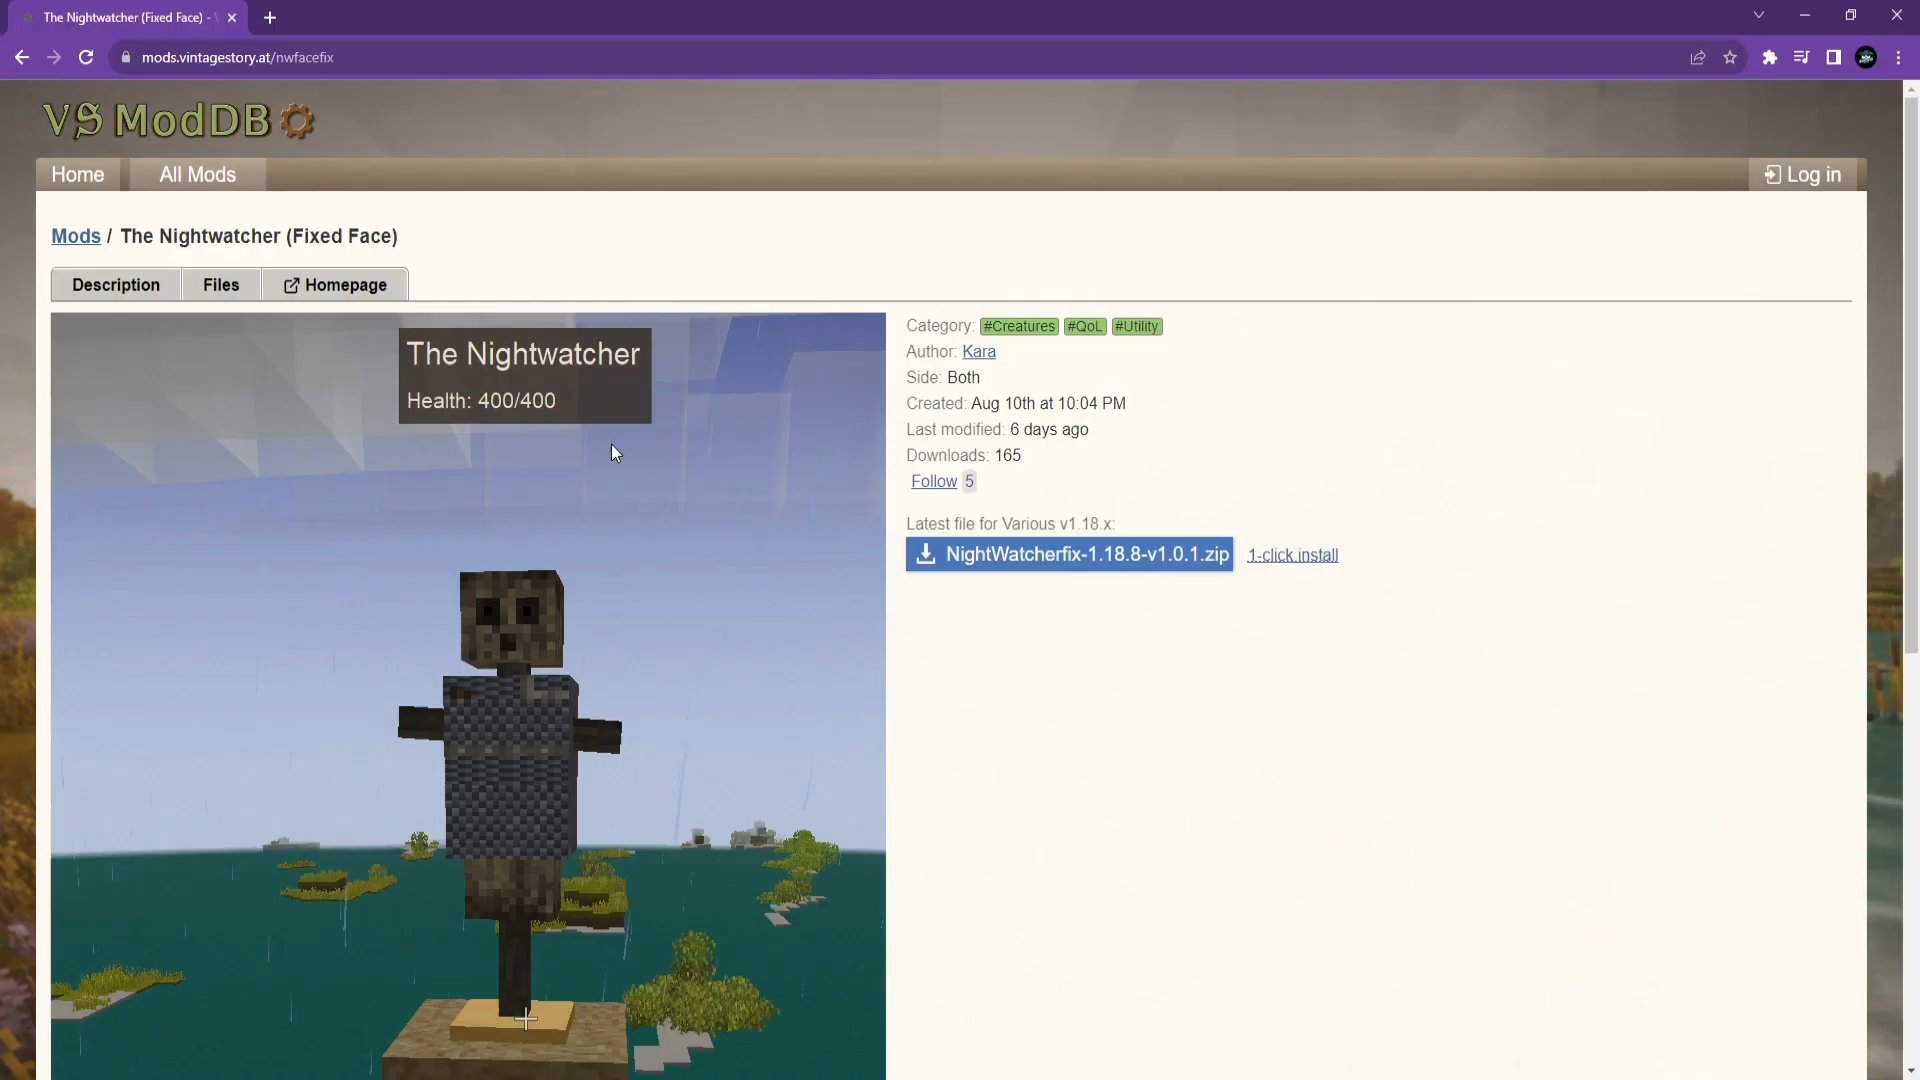 The Nightwatcher (Fixed Face) -
mods.vintagestory.at/nwfacefix
VS ModDB
Home
All Mods
Log in
Mods / The Nightwatcher (Fixed Face)
Description
Files
Homepage
The Nightwatcher
Health: 400/400
Category: #Creatures #QoL #Utility
Author: Kara
Side: Both
Created: Aug 10th at 10:04 PM
Last modified: 6 days ago
Downloads: 165
Follow 5
Latest file for Various v1.18.x:
NightWatcherfix-1.18.8-v1.0.1.zip
1-click install